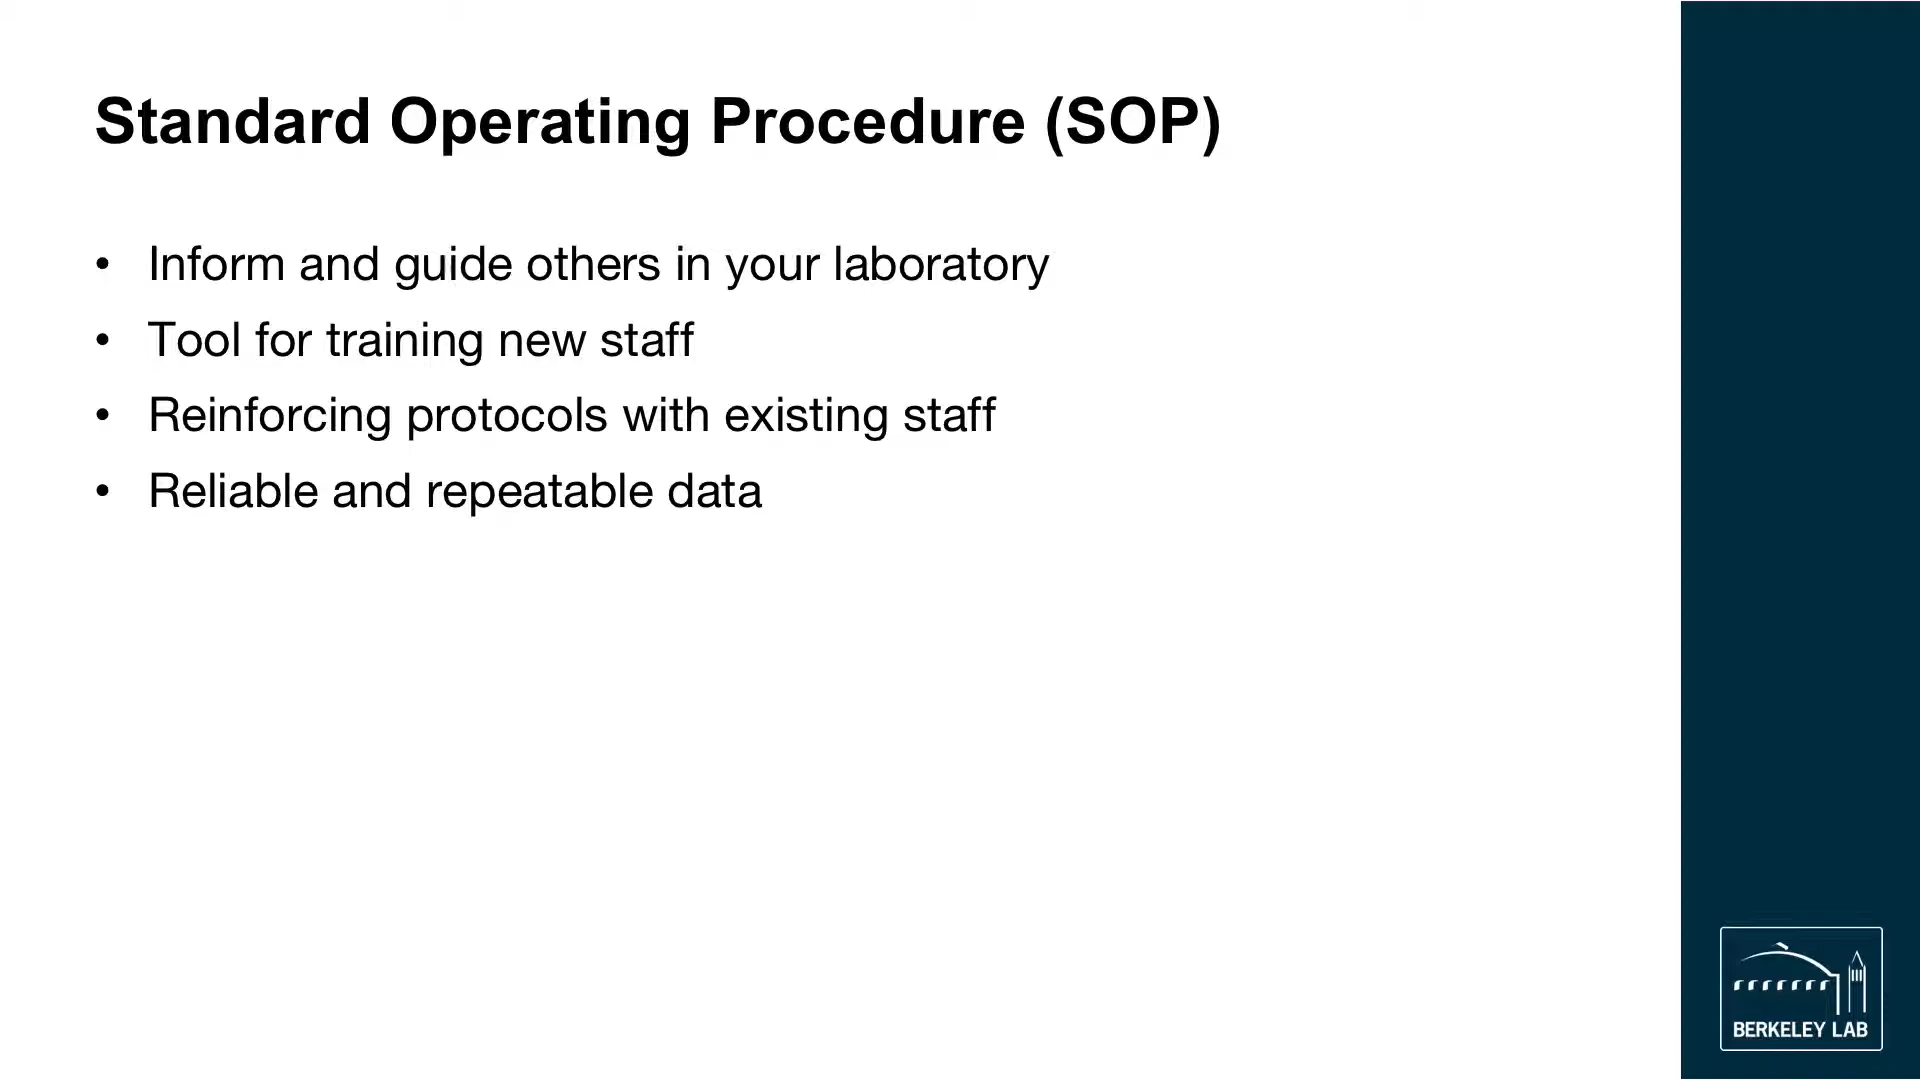 Standard Operating Procedure (SOP)
• Inform and guide others in your laboratory
• Tool for training new staff
• Reinforcing protocols with existing staff
• Reliable and repeatable data
BERKELEY LAB